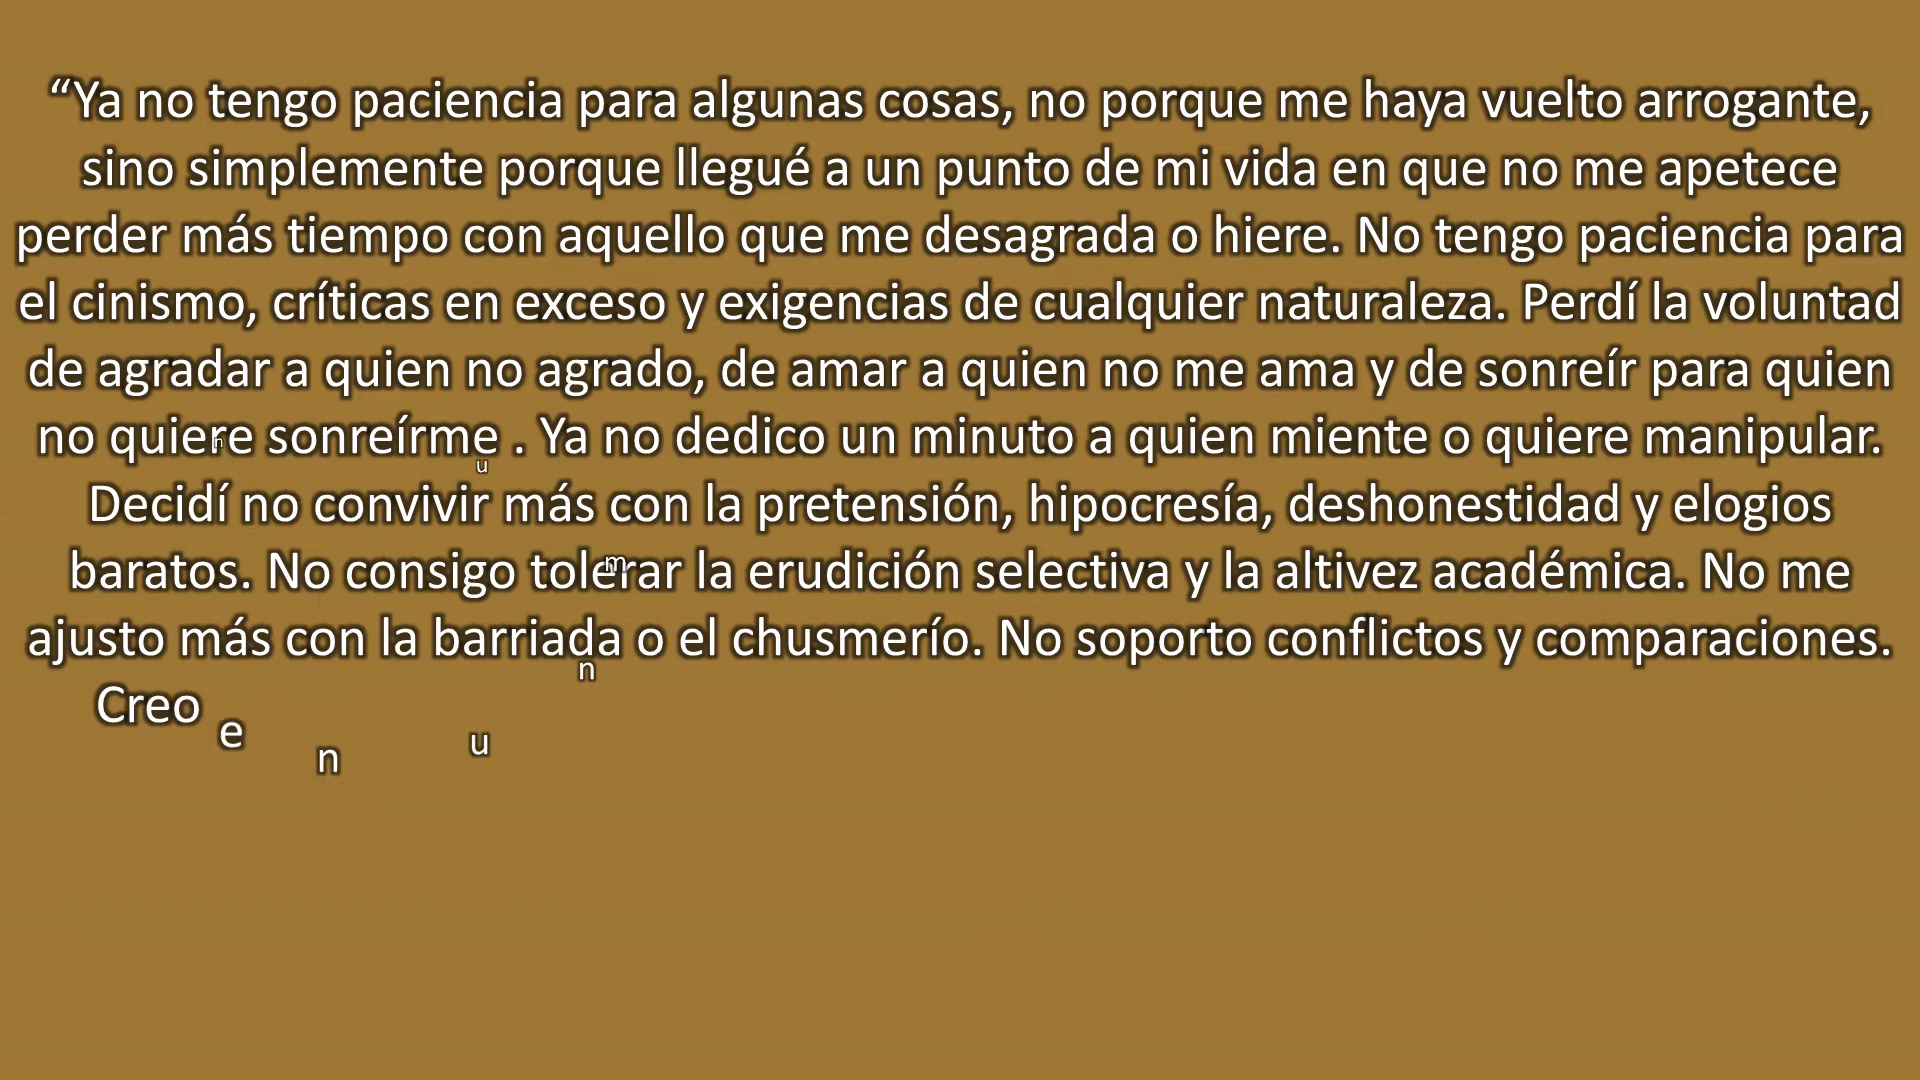 “Ya no tengo paciencia para algunas cosas, no porque me haya vuelto arrogante,
sino simplemente porque llegué a un punto de mi vida en que no me apetece
perder más tiempo con aquello que me desagrada o hiere. No tengo paciencia para
el cinismo, críticas en exceso y exigencias de cualquier naturaleza. Perdí la voluntad
de agradar a quien no agrado, de amar a quien no me ama y de sonreír para quien
no quiere sonreírme . Ya no dedico un minuto a quien miente o quiere manipular.
Decidí no convivir más con la pretensión, hipocresía, deshonestidad y elogios
baratos. No consigo tolerar la erudición selectiva y la altivez académica. No me
ajusto más con la barriada o el chusmerío. No soporto conflictos y comparaciones.
Creo en un mun